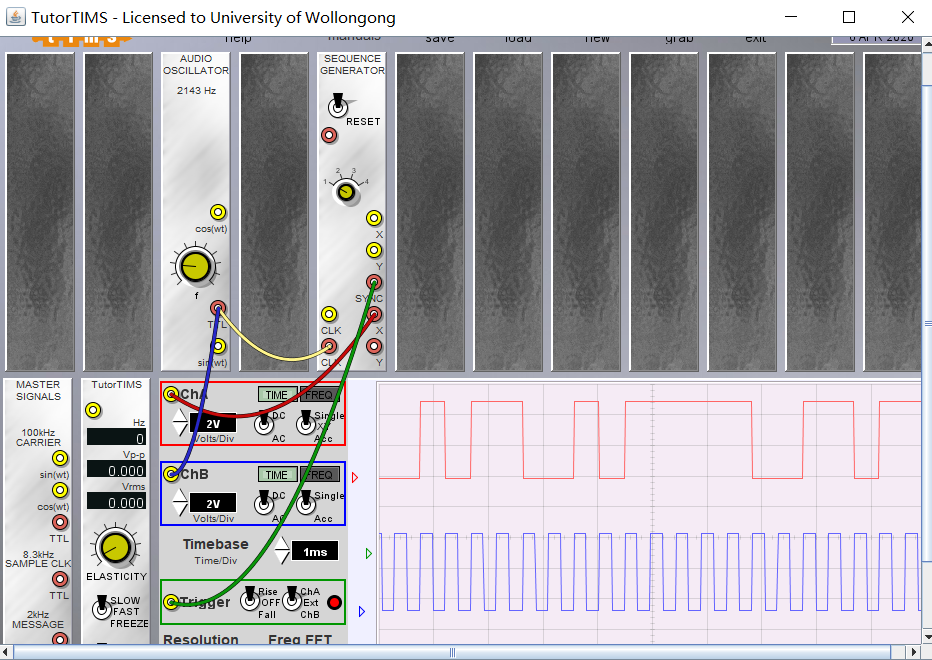 TutorTIMS - Licensed to University of Wollongong
tims
help
manuals
save
load
new
grab
exit
6 APR 2020
AUDIO
OSCILLATOR
2143 Hz
cos(wt)
f
TTL
sin(wt)
SEQUENCE
GENERATOR
RESET
1
2
3
4
X
Y
SYNC
CLK
X
CLK
Y
MASTER
SIGNALS
100kHz
CARRIER
sin(wt)
cos(wt)
TTL
8.3kHz
SAMPLE CLK
TTL
2kHz
MESSAGE
TutorTIMS
Hz
0
Vp-p
0.000
Vrms
0.000
ELASTICITY
SLOW
FAST
FREEZE
ChA
TIME
FREQ
2V
Volts/Div
DC
AC
Single
XY
Acc
ChB
TIME
FREQ
2V
Volts/Div
DC
AC
Single
Acc
Timebase
Time/Div
1ms
Trigger
Rise
OFF
Fall
ChA
Ext
ChB
Resolution
Freq FFT